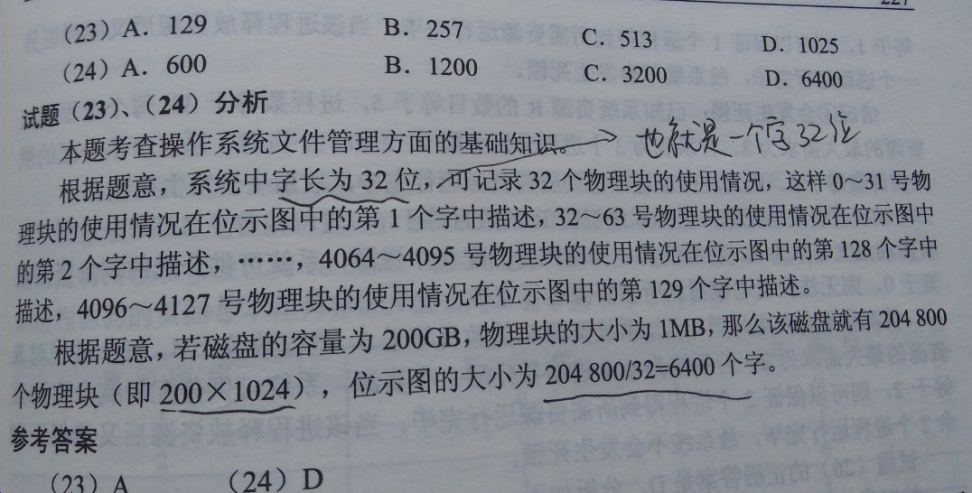 227
(23) A. 129 B. 257 C. 513 D. 1025
(24) A. 600 B. 1200 C. 3200 D. 6400
试题(23)、(24)分析
本题考查操作系统文件管理方面的基础知识。 也就是一个字32位
根据题意，系统中字长为 32 位，可记录 32 个物理块的使用情况，这样 0～31 号物
理块的使用情况在位示图中的第 1 个字中描述，32～63 号物理块的使用情况在位示图中
的第 2 个字中描述，……，4064～4095 号物理块的使用情况在位示图中的第 128 个字中
描述，4096～4127 号物理块的使用情况在位示图中的第 129 个字中描述。
根据题意，若磁盘的容量为 200GB，物理块的大小为 1MB，那么该磁盘就有 204 800
个物理块（即 200×1024），位示图的大小为 204 800/32=6400 个字。
参考答案
(23) A (24) D